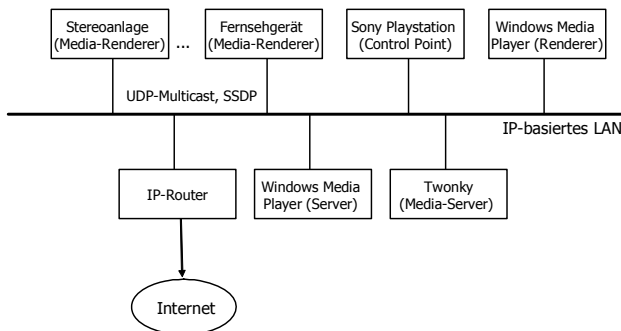 Stereoanlage
(Media-Renderer)
...
Fernsehgerät
(Media-Renderer)
Sony Playstation
(Control Point)
Windows Media
Player (Renderer)
UDP-Multicast, SSDP
IP-basiertes LAN
IP-Router
Windows Media
Player (Server)
Twonky
(Media-Server)
Internet